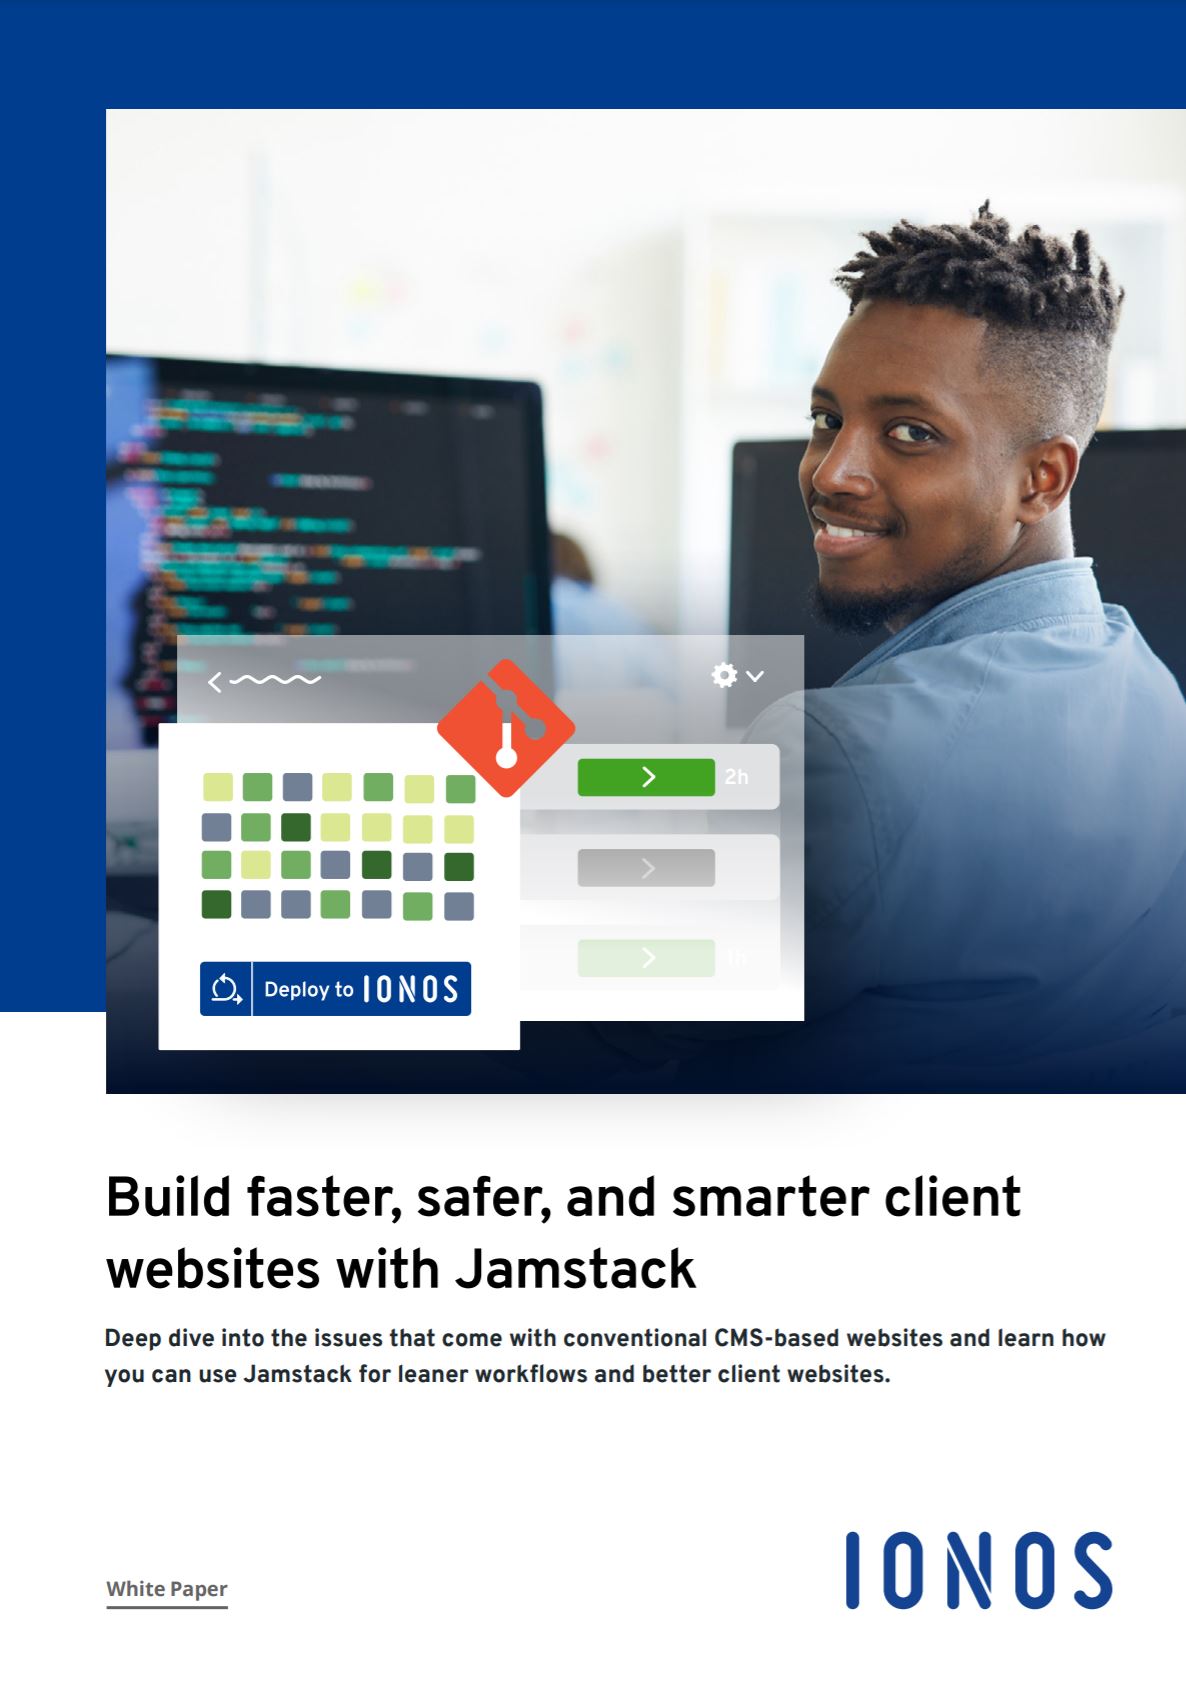 2h
1h
Deploy to IONOS
Build faster, safer, and smarter client
websites with Jamstack
Deep dive into the issues that come with conventional CMS-based websites and learn how
you can use Jamstack for leaner workflows and better client websites.
White Paper
IONOS